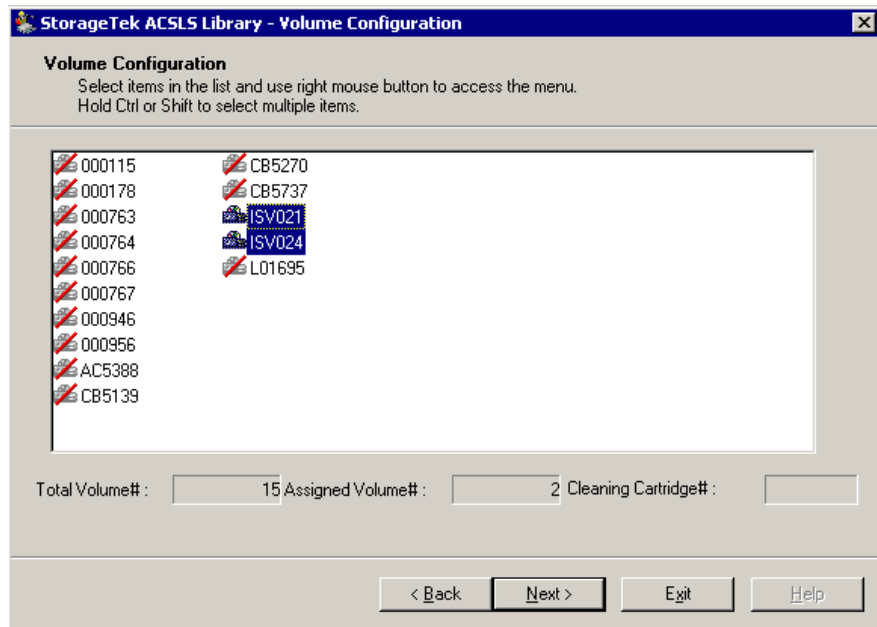 StorageTek ACSLS Library - Volume Configuration
Volume Configuration
Select items in the list and use right mouse button to access the menu.
Hold Ctrl or Shift to select multiple items.
000115
000178
000763
000764
000766
000767
000946
000956
AC5388
CB5139
CB5270
CB5737
ISV021
ISV024
L01695
Total Volume# : 15 Assigned Volume# : 2 Cleaning Cartridge# :
< Back Next > Exit Help